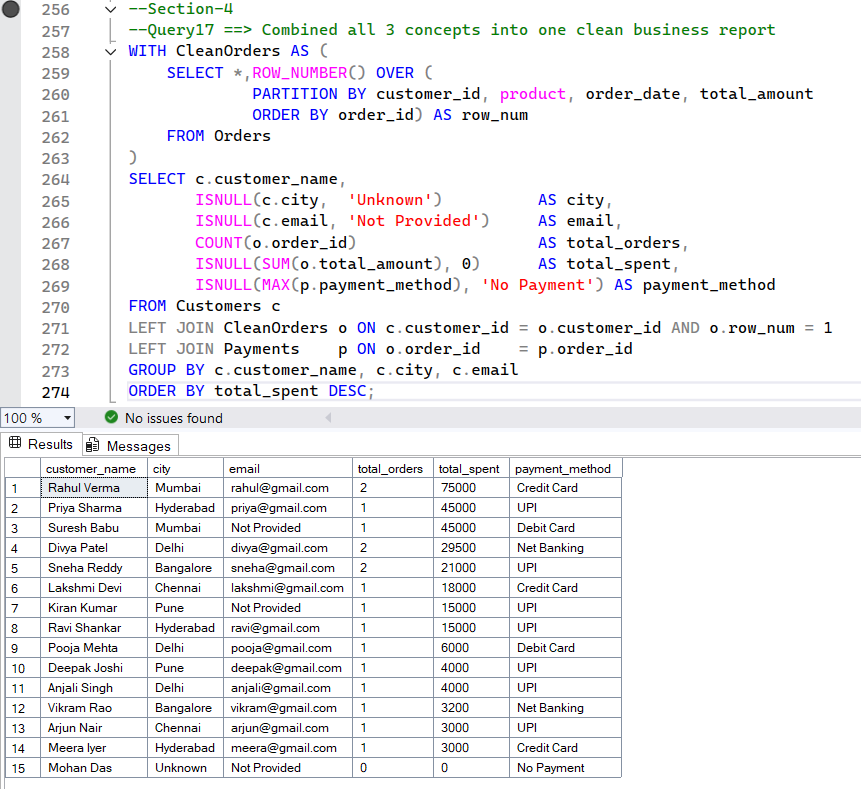 256 --Section-4
257 --Query17 ==> Combined all 3 concepts into one clean business report
258 WITH CleanOrders AS (
259 SELECT *,ROW_NUMBER() OVER (
260 PARTITION BY customer_id, product, order_date, total_amount
261 ORDER BY order_id) AS row_num
262 FROM Orders
263 )
264 SELECT c.customer_name,
265 ISNULL(c.city, 'Unknown') AS city,
266 ISNULL(c.email, 'Not Provided') AS email,
267 COUNT(o.order_id) AS total_orders,
268 ISNULL(SUM(o.total_amount), 0) AS total_spent,
269 ISNULL(MAX(p.payment_method), 'No Payment') AS payment_method
270 FROM Customers c
271 LEFT JOIN CleanOrders o ON c.customer_id = o.customer_id AND o.row_num = 1
272 LEFT JOIN Payments p ON o.order_id = p.order_id
273 GROUP BY c.customer_name, c.city, c.email
274 ORDER BY total_spent DESC;
100 % No issues found
Results Messages
customer_name city email total_orders total_spent payment_method
1 Rahul Verma Mumbai rahul@gmail.com 2 75000 Credit Card
2 Priya Sharma Hyderabad priya@gmail.com 1 45000 UPI
3 Suresh Babu Mumbai Not Provided 1 45000 Debit Card
4 Divya Patel Delhi divya@gmail.com 2 29500 Net Banking
5 Sneha Reddy Bangalore sneha@gmail.com 2 21000 UPI
6 Lakshmi Devi Chennai lakshmi@gmail.com 1 18000 Credit Card
7 Kiran Kumar Pune Not Provided 1 15000 UPI
8 Ravi Shankar Hyderabad ravi@gmail.com 1 15000 UPI
9 Pooja Mehta Delhi pooja@gmail.com 1 6000 Debit Card
10 Deepak Joshi Pune deepak@gmail.com 1 4000 UPI
11 Anjali Singh Delhi anjali@gmail.com 1 4000 UPI
12 Vikram Rao Bangalore vikram@gmail.com 1 3200 Net Banking
13 Arjun Nair Chennai arjun@gmail.com 1 3000 UPI
14 Meera Iyer Hyderabad meera@gmail.com 1 3000 Credit Card
15 Mohan Das Unknown Not Provided 0 0 No Payment